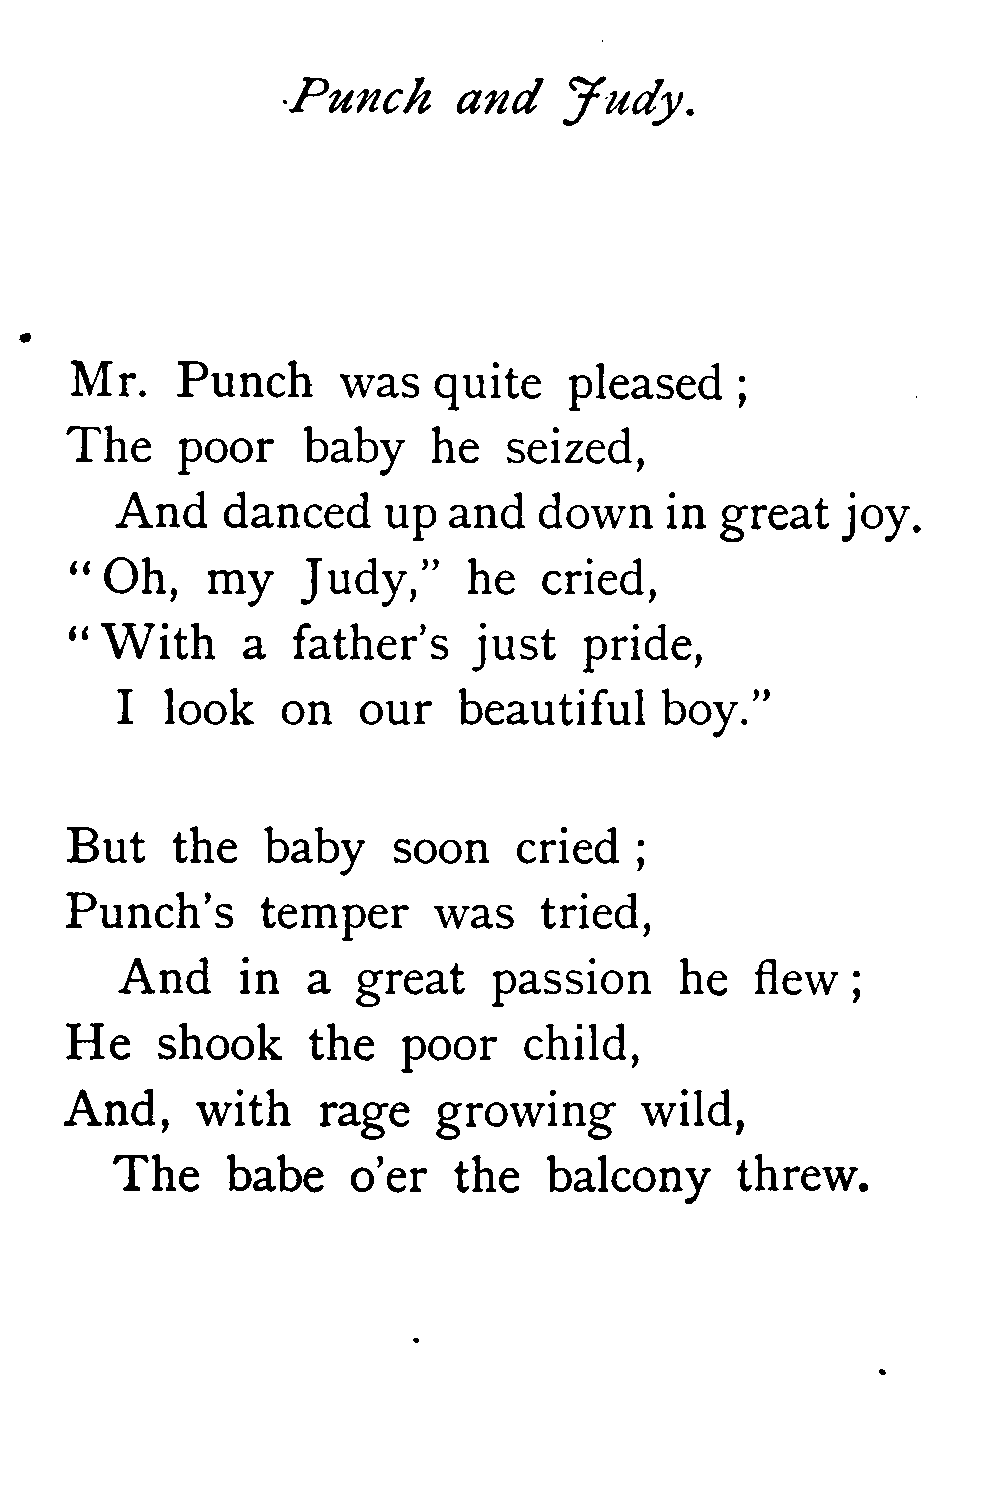 Punch and Judy.
Mr. Punch was quite pleased ;
The poor baby he seized,
And danced up and down in great joy.
“ Oh, my Judy,” he cried,
“ With a father’s just pride,
I look on our beautiful boy.”
But the baby soon cried ;
Punch’s temper was tried,
And in a great passion he flew ;
He shook the poor child,
And, with rage growing wild,
The babe o’er the balcony threw.